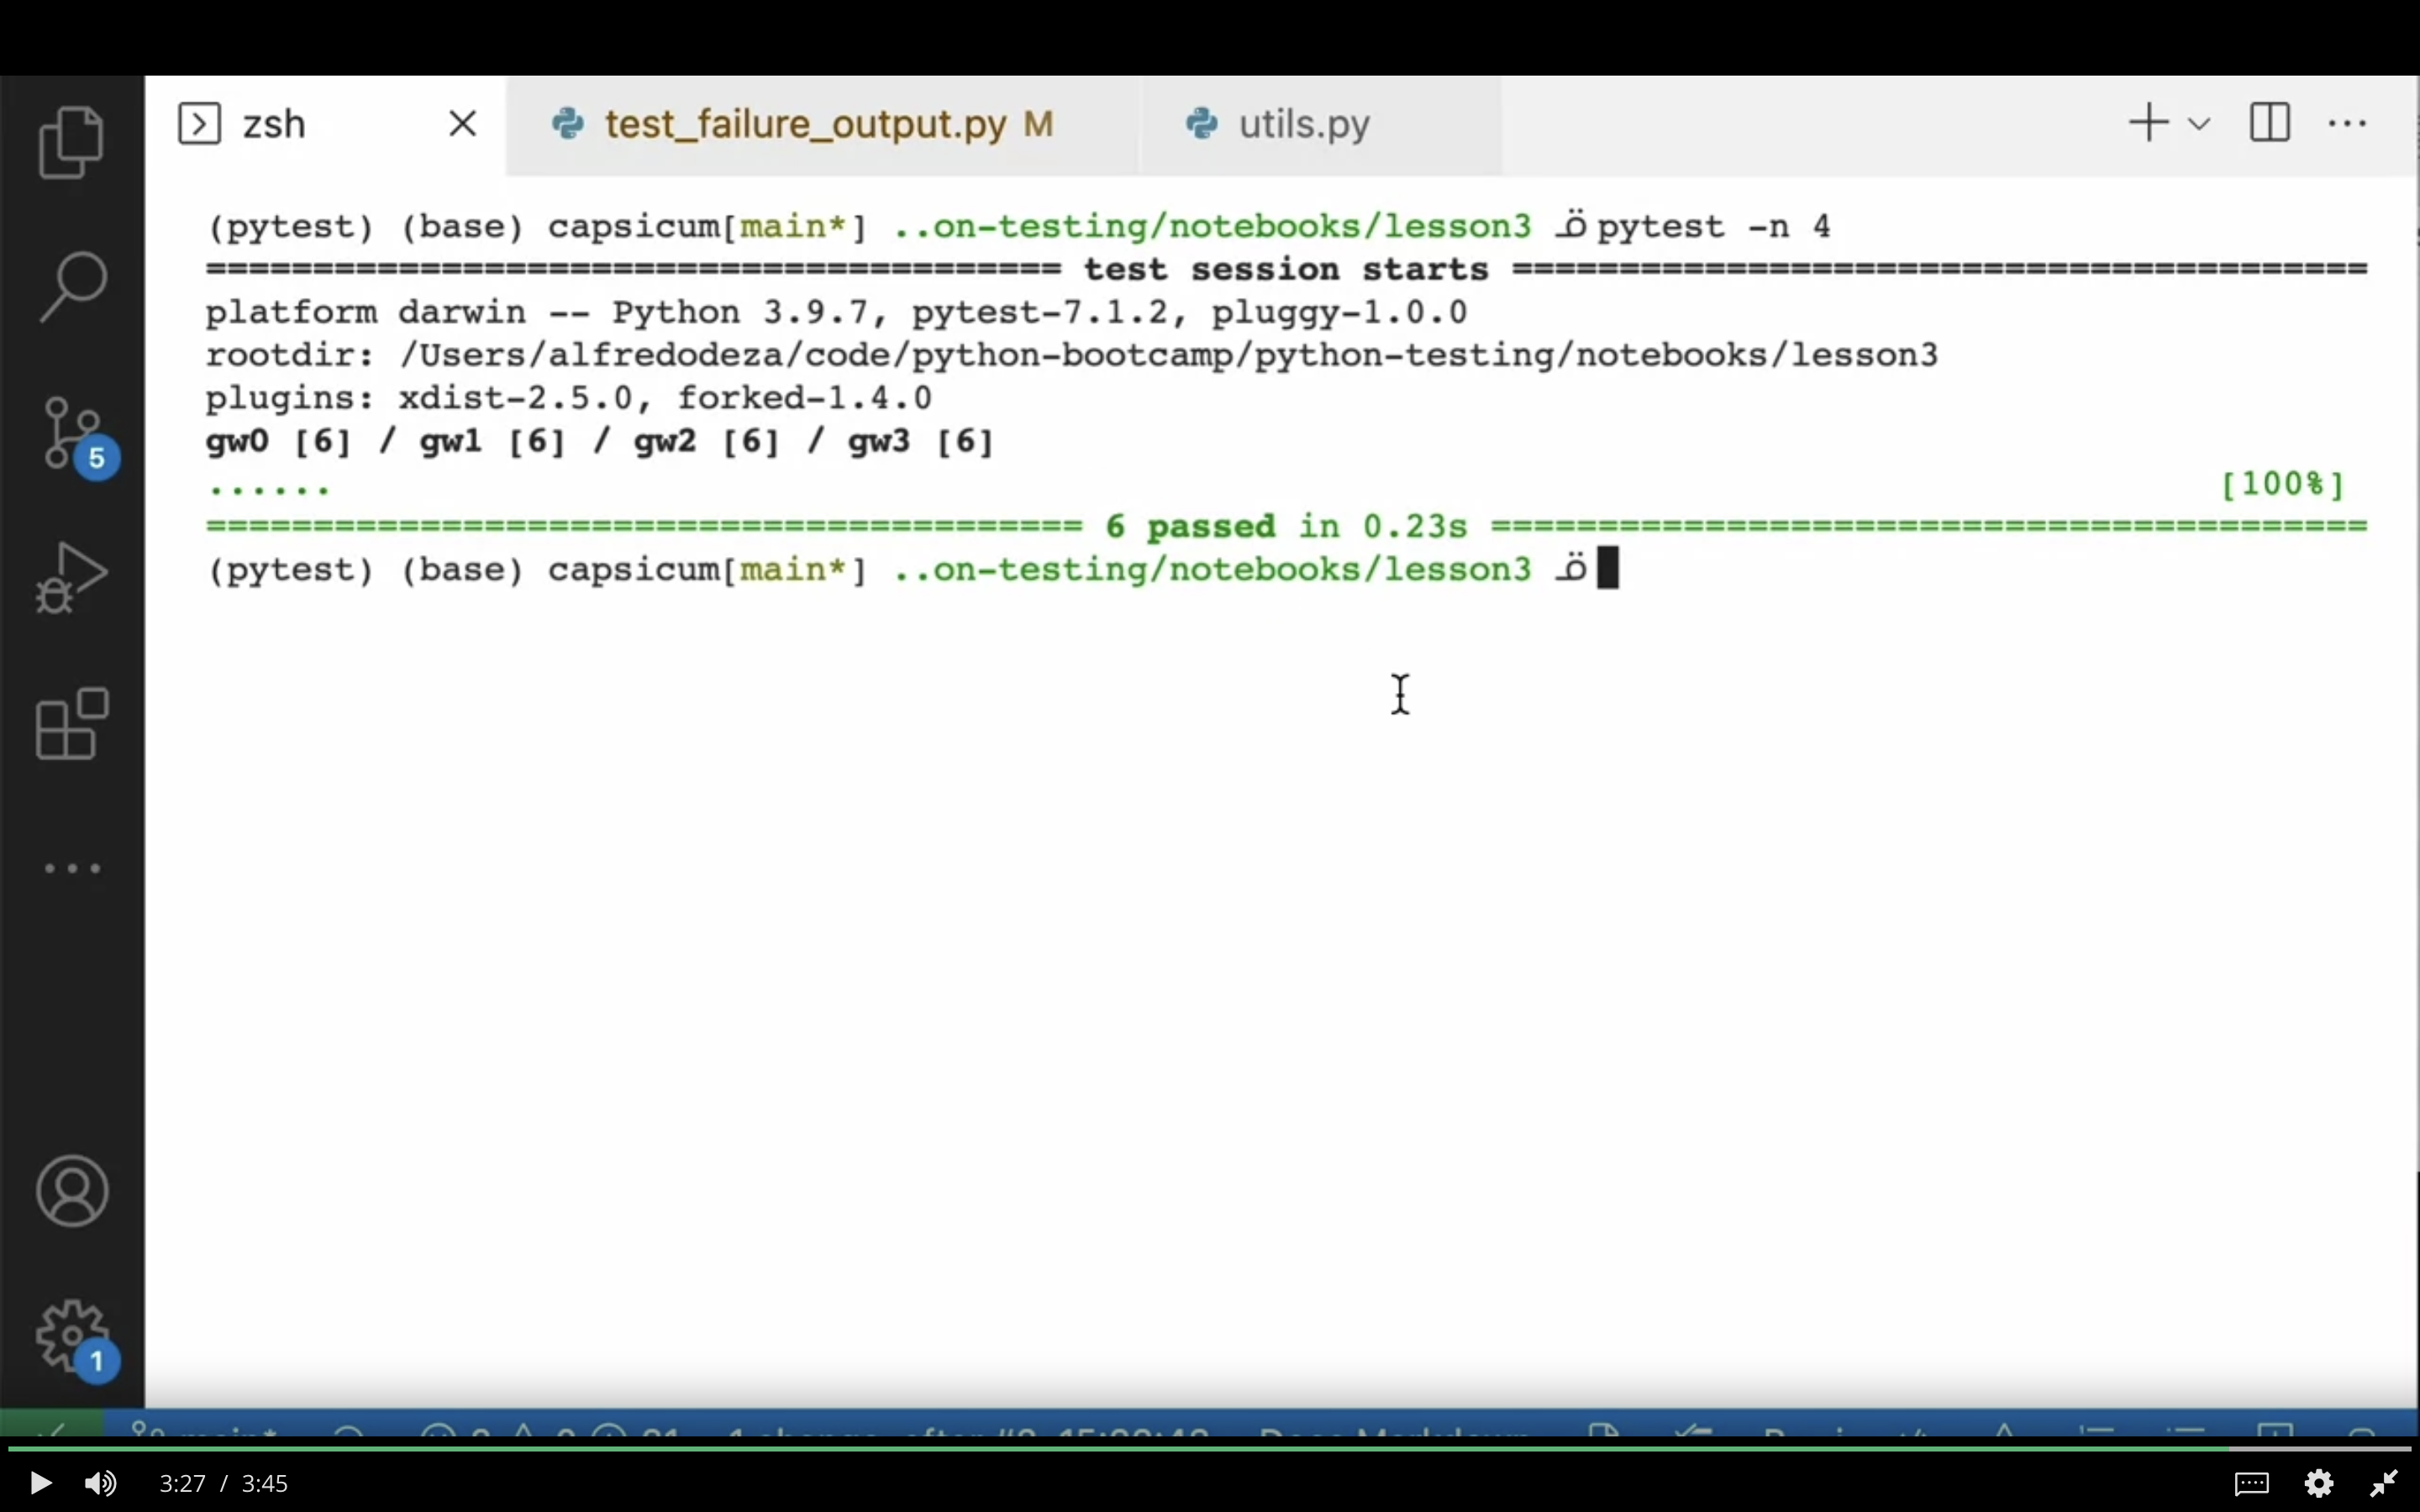 zsh test_failure_output.py M utils.py
(pytest) (base) capsicum[main*] ..on-testing/notebooks/lesson3 pytest -n 4
======================================== test session starts ========================================
platform darwin -- Python 3.9.7, pytest-7.1.2, pluggy-1.0.0
rootdir: /Users/alfredodeza/code/python-bootcamp/python-testing/notebooks/lesson3
plugins: xdist-2.5.0, forked-1.4.0
gw0 [6] / gw1 [6] / gw2 [6] / gw3 [6]
...... [100%]
========================================= 6 passed in 0.23s =========================================
(pytest) (base) capsicum[main*] ..on-testing/notebooks/lesson3
5
1
3:27 / 3:45